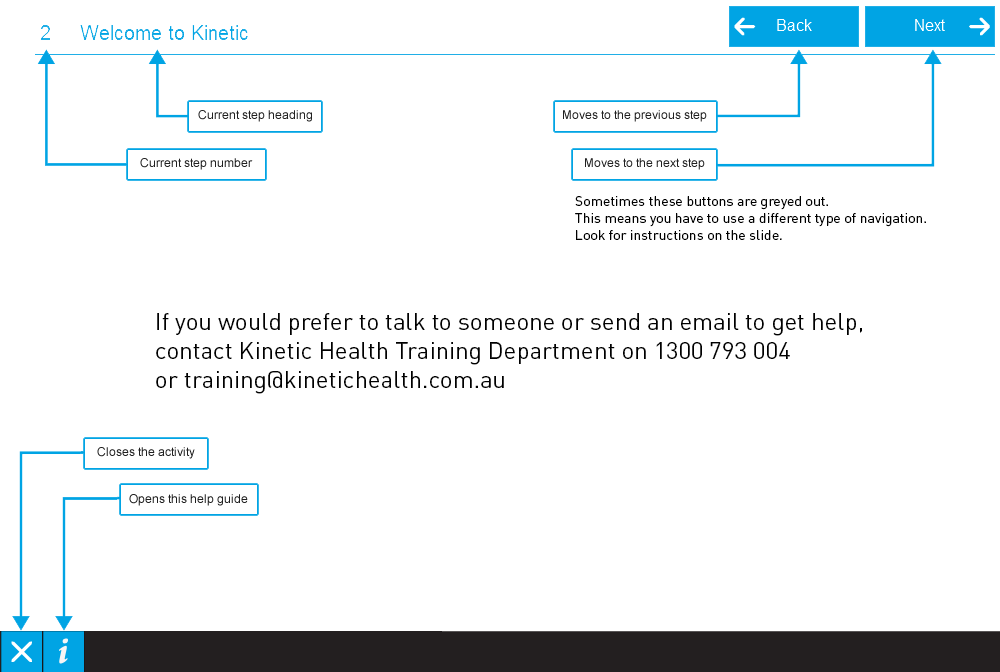 2 Welcome to Kinetic
Back
Next
Current step heading
Moves to the previous step
Current step number
Moves to the next step
Sometimes these buttons are greyed out.
This means you have to use a different type of navigation.
Look for instructions on the slide.
If you would prefer to talk to someone or send an email to get help,
contact Kinetic Health Training Department on 1300 793 004
or training@kinetichealth.com.au
Closes the activity
Opens this help guide
i